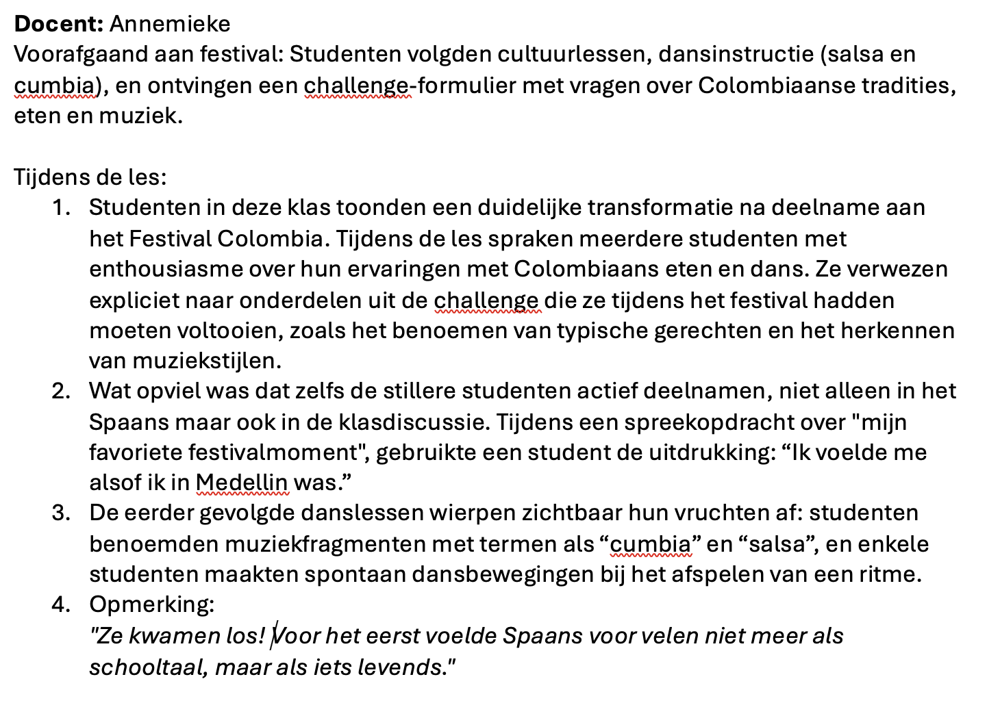 Docent: Annemieke
Voorafgaand aan festival: Studenten volgden cultuurlessen, dansinstructie (salsa en
cumbia), en ontvingen een challenge-formulier met vragen over Colombiaanse tradities,
eten en muziek.
Tijdens de les:
1. Studenten in deze klas toonden een duidelijke transformatie na deelname aan
het Festival Colombia. Tijdens de les spraken meerdere studenten met
enthousiasme over hun ervaringen met Colombiaans eten en dans. Ze verwezen
expliciet naar onderdelen uit de challenge die ze tijdens het festival hadden
moeten voltooien, zoals het benoemen van typische gerechten en het herkennen
van muziekstijlen.
2. Wat opviel was dat zelfs de stillere studenten actief deelnamen, niet alleen in het
Spaans maar ook in de klasdiscussie. Tijdens een spreekopdracht over "mijn
favoriete festivalmoment", gebruikte een student de uitdrukking: “Ik voelde me
alsof ik in Medellin was.”
3. De eerder gevolgde danslessen wierpen zichtbaar hun vruchten af: studenten
benoemden muziekfragmenten met termen als “cumbia” en “salsa”, en enkele
studenten maakten spontaan dansbewegingen bij het afspelen van een ritme.
4. Opmerking:
"Ze kwamen los! Voor het eerst voelde Spaans voor velen niet meer als
schooltaal, maar als iets levends."